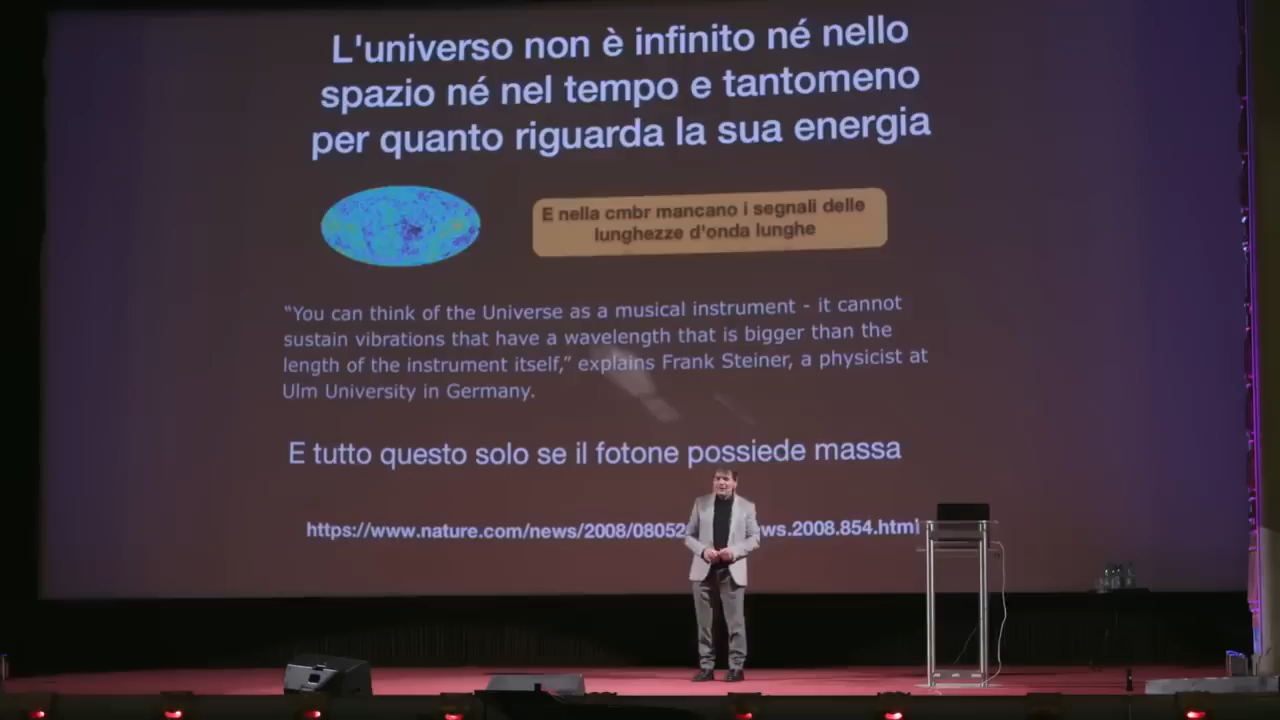 L'universo non è infinito né nello
spazio né nel tempo e tantomeno
per quanto riguarda la sua energia
E nella cmbr mancano i segnali delle
lunghezze d'onda lunghe
“You can think of the Universe as a musical instrument - it cannot
sustain vibrations that have a wavelength that is bigger than the
length of the instrument itself,” explains Frank Steiner, a physicist at
Ulm University in Germany.
E tutto questo solo se il fotone possiede massa
https://www.nature.com/news/2008/08052 ws.2008.854.html